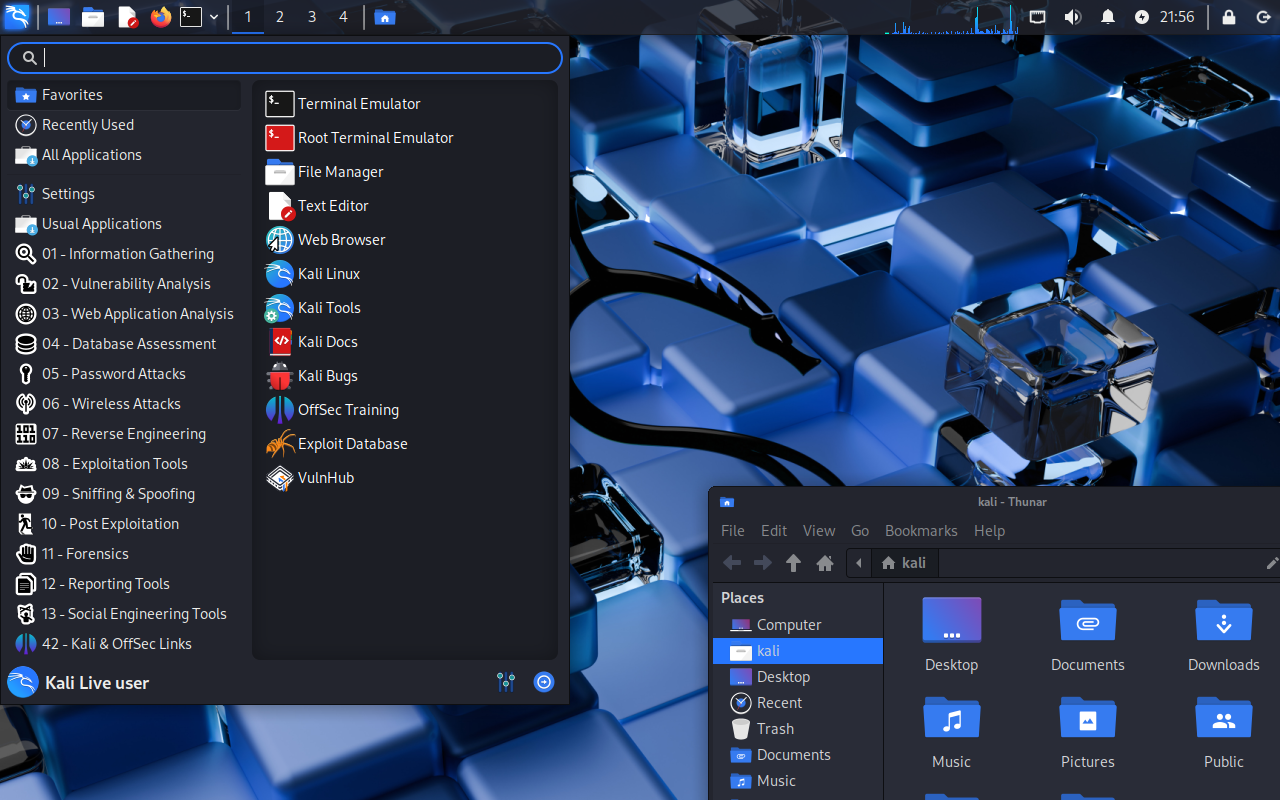 1 2 3 4 21:56
Favorites
Recently Used
All Applications
Settings
Usual Applications
01 - Information Gathering
02 - Vulnerability Analysis
03 - Web Application Analysis
04 - Database Assessment
05 - Password Attacks
06 - Wireless Attacks
07 - Reverse Engineering
08 - Exploitation Tools
09 - Sniffing & Spoofing
10 - Post Exploitation
11 - Forensics
12 - Reporting Tools
13 - Social Engineering Tools
42 - Kali & OffSec Links
Terminal Emulator
Root Terminal Emulator
File Manager
Text Editor
Web Browser
Kali Linux
Kali Tools
Kali Docs
Kali Bugs
OffSec Training
Exploit Database
VulnHub
Kali Live user
kali - Thunar
File Edit View Go Bookmarks Help
kali
Places
Computer
kali
Desktop
Recent
Trash
Documents
Music
Desktop Documents Downloads
Music Pictures Public